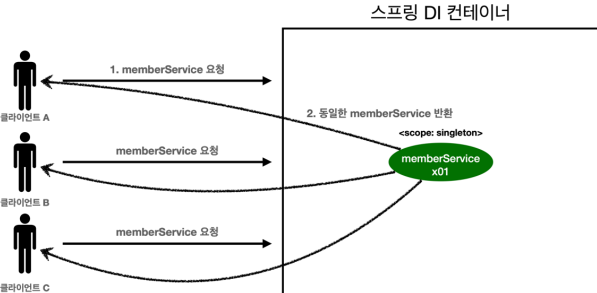 스프링 DI 컨테이너
1. memberService 요청
클라이언트 A
2. 동일한 memberService 반환
<scope: singleton>
memberService 요청
memberService
x01
클라이언트 B
memberService 요청
클라이언트 C